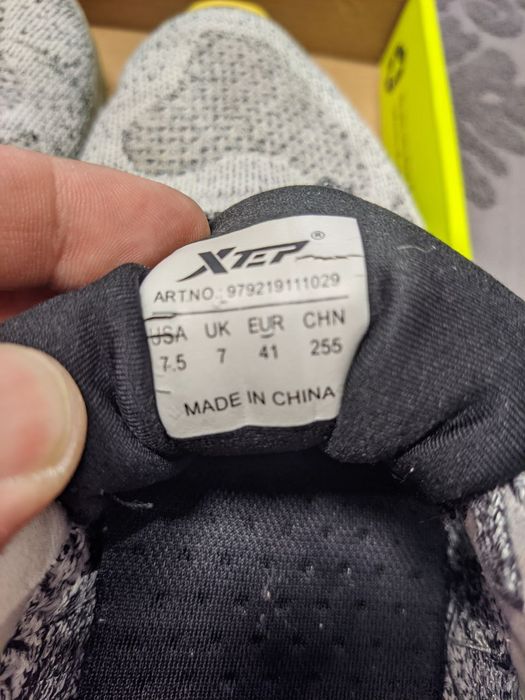 XTEP®
ART.NO.: 979219111029
USA UK EUR CHN
7.5 7 41 255
MADE IN CHINA